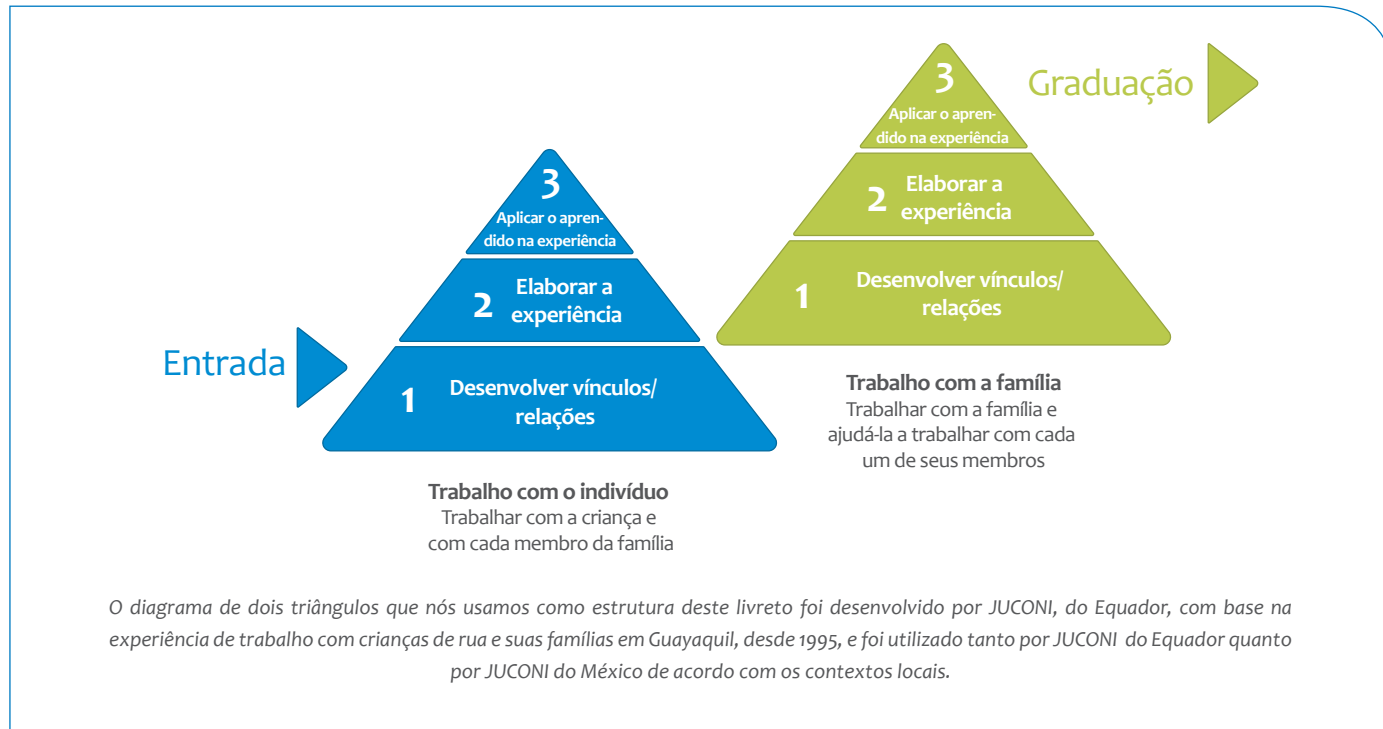 3
Aplicar o apren-
dido na experiência
Graduação
2
Elaborar a
experiência
1
Desenvolver vínculos/
relações
Trabalho com a família
Trabalhar com a família e
ajudá-la a trabalhar com cada
um de seus membros
3
Aplicar o apren-
dido na experiência
2
Elaborar a
experiência
Entrada
1
Desenvolver vínculos/
relações
Trabalho com o indivíduo
Trabalhar com a criança e
com cada membro da família
O diagrama de dois triângulos que nós usamos como estrutura deste livreto foi desenvolvido por JUCONI, do Equador, com base na
experiência de trabalho com crianças de rua e suas famílias em Guayaquil, desde 1995, e foi utilizado tanto por JUCONI do Equador quanto
por JUCONI do México de acordo com os contextos locais.